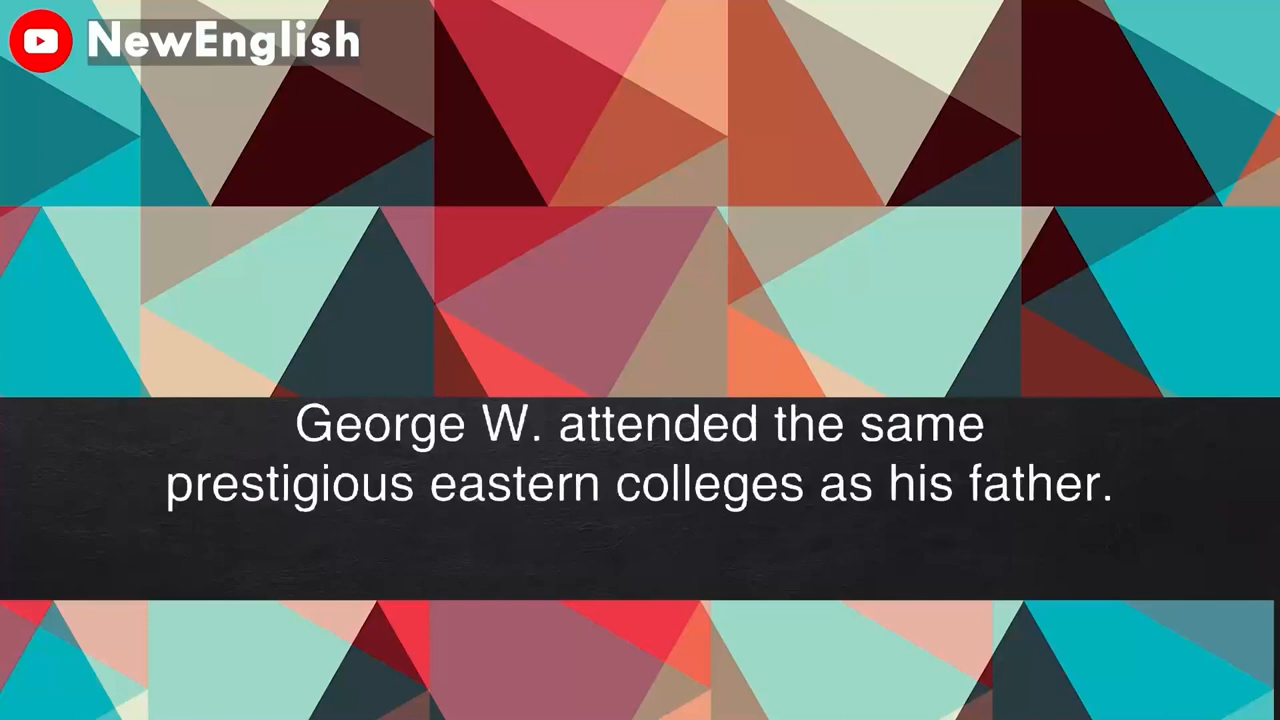 NewEnglish
George W. attended the same
prestigious eastern colleges as his father.